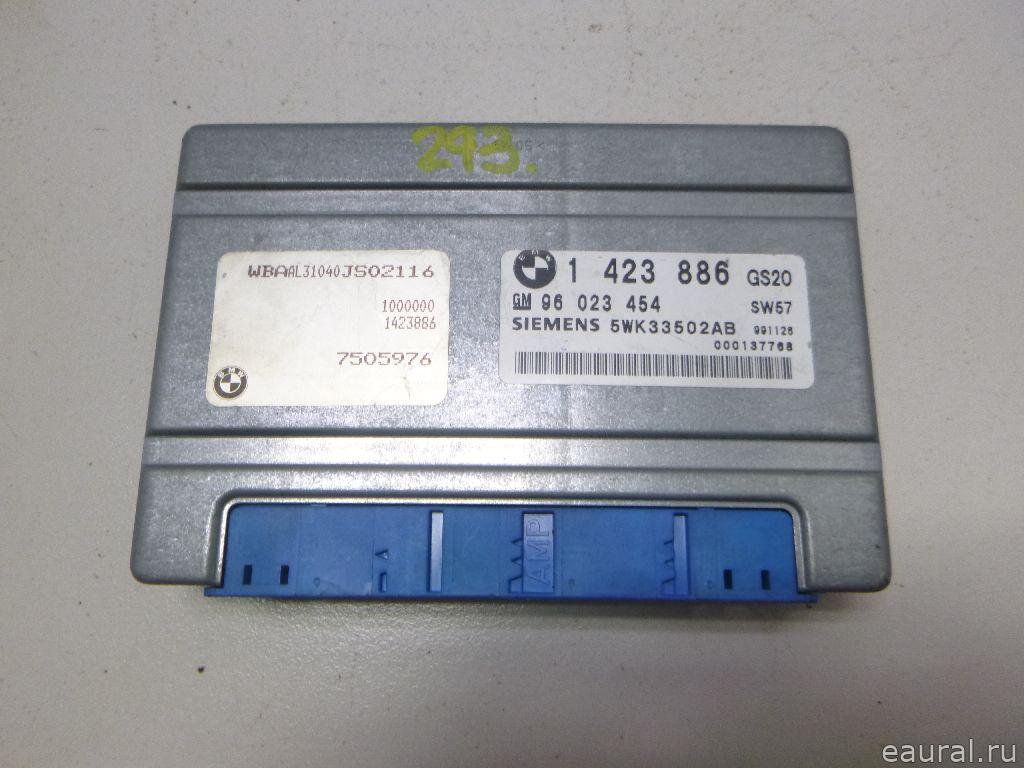 293.
WBAAL31040JS02116
1000000
1423886
7505976
BMW
1 423 886 GS20
GM 96 023 454 SW57
SIEMENS 5WK33502AB 991126
000137768
AMP
eaural.ru